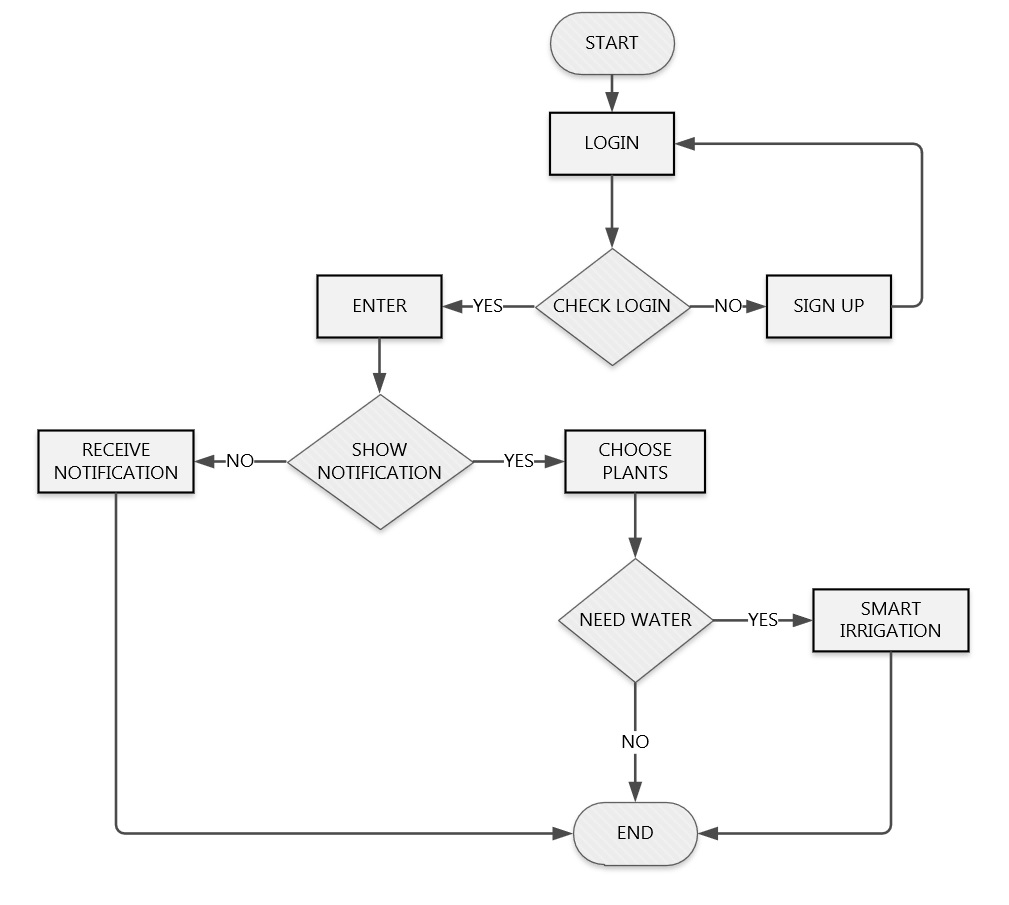 START
LOGIN
ENTER
YES
CHECK LOGIN
NO
SIGN UP
RECEIVE
NOTIFICATION
NO
SHOW
NOTIFICATION
YES
CHOOSE
PLANTS
NEED WATER
YES
SMART
IRRIGATION
NO
END